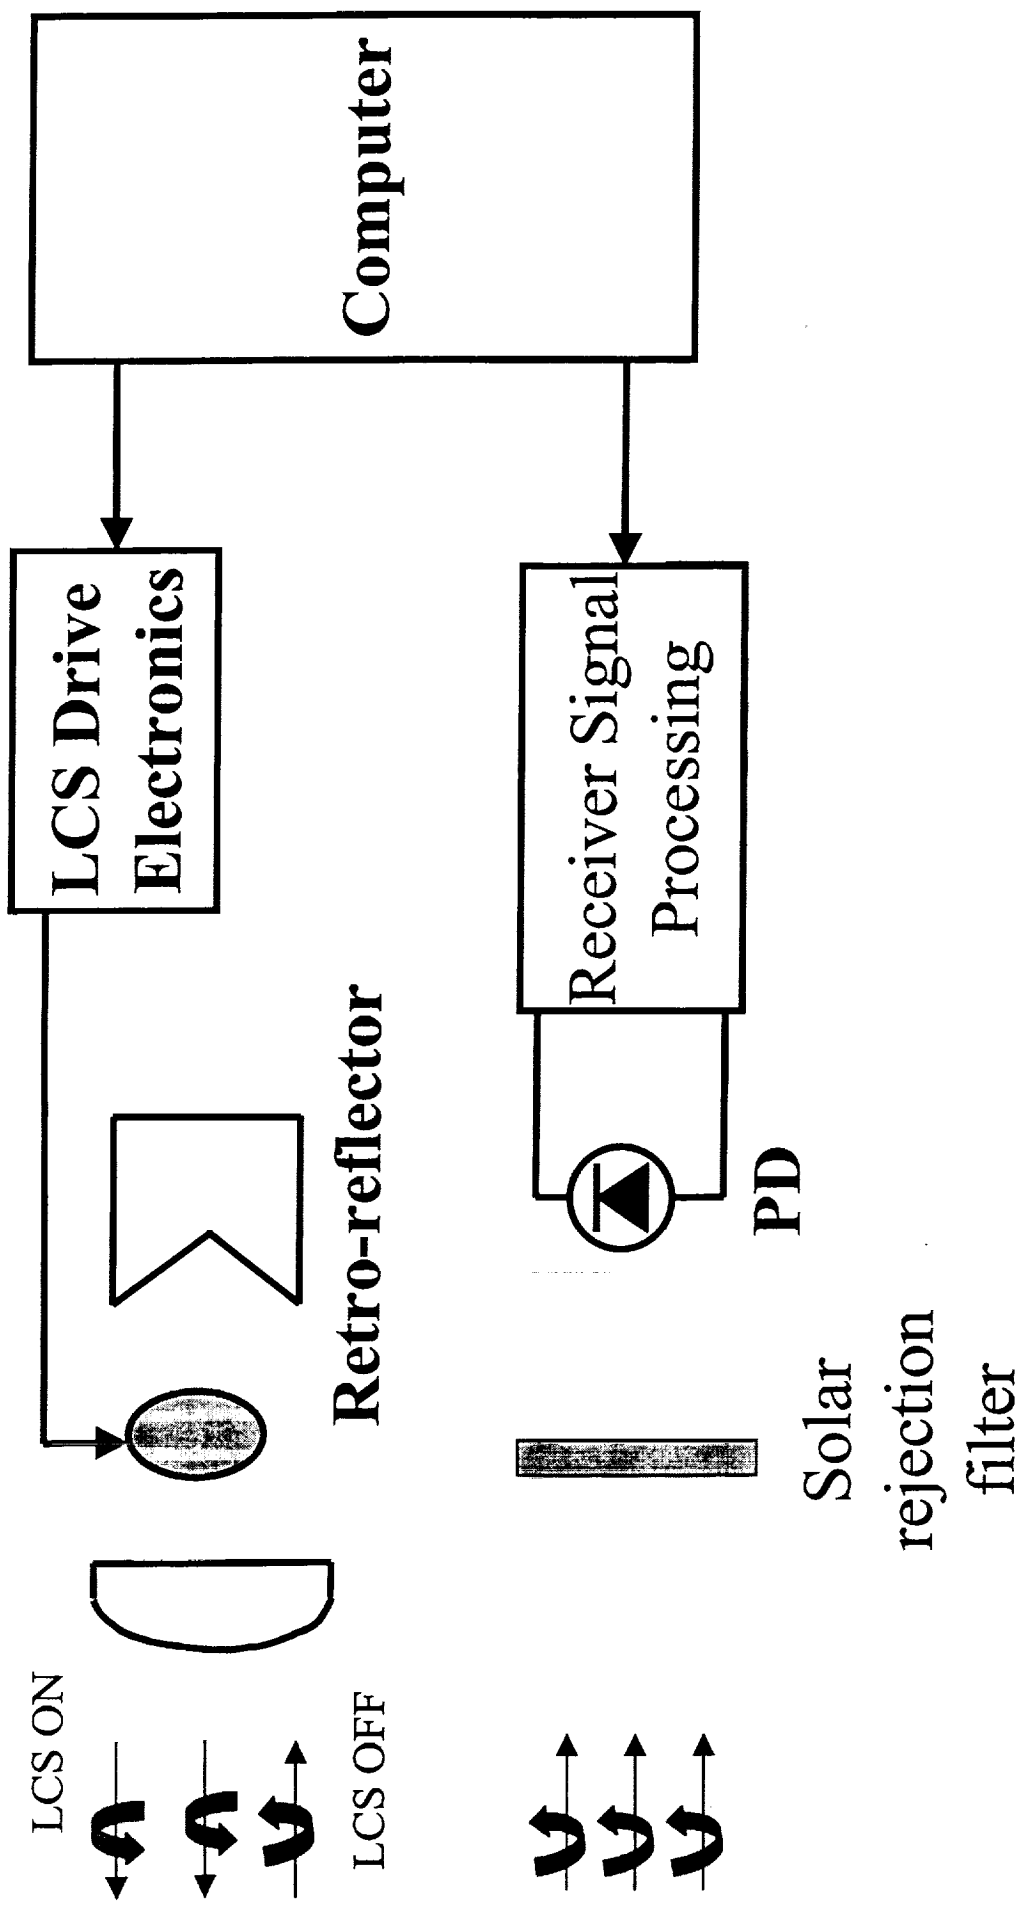 LCS ON
LCS OFF
Retro-reflector
LCS Drive
Electronics
Computer
Solar
rejection
filter
PD
Receiver Signal
Processing